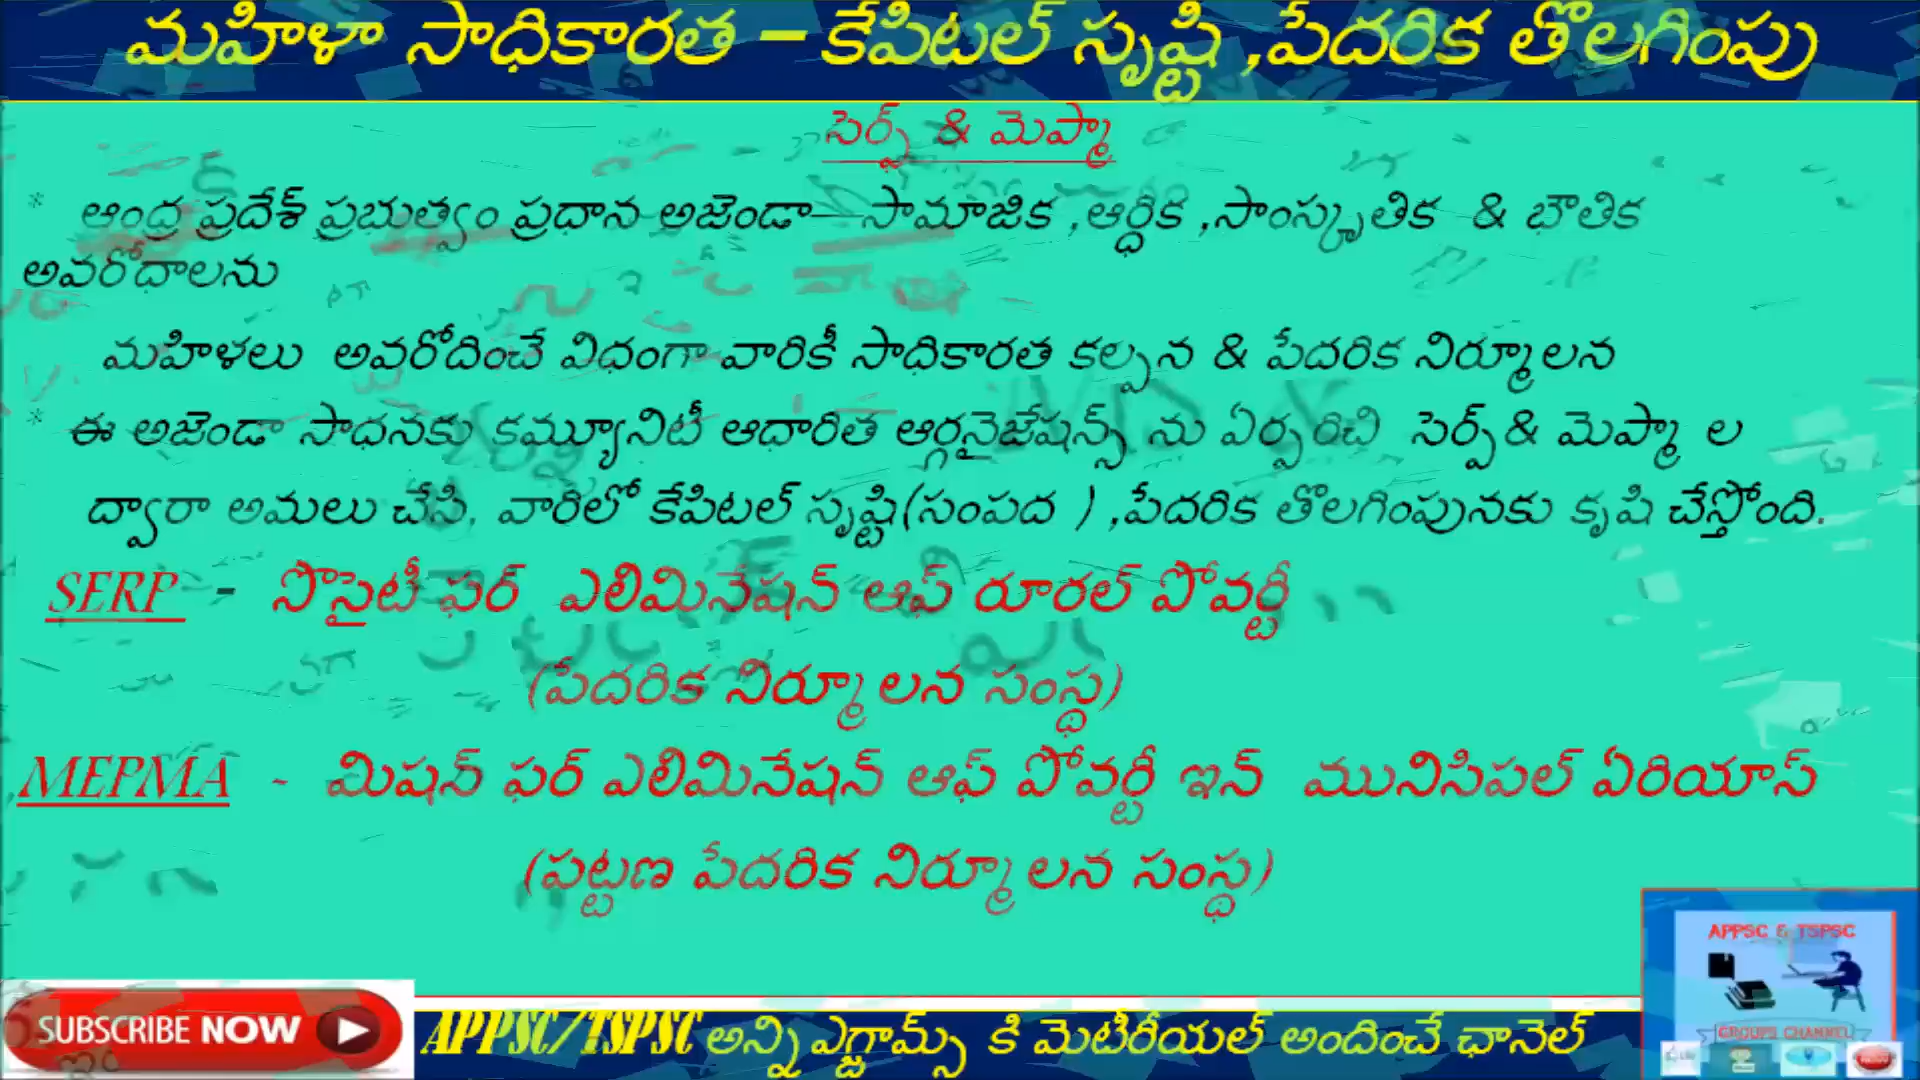 మహిళా సాధికారత – కేపిటల్ సృష్టి ,పేదరిక తొలగింపు
సెర్ప్ & మెప్మా
* ఆంధ్ర ప్రదేశ్ ప్రభుత్వం ప్రధాన అజెండా—సామాజిక ,ఆర్ధిక ,సాంస్కృతిక & భౌతిక
అవరోదాలను
మహిళలు అవరోదించే విధంగా వారికీ సాధికారత కల్పన & పేదరిక నిర్మూలన
* ఈ అజెండా సాధనకు కమ్యూనిటీ ఆదారిత ఆర్గనైజేషన్స్ ను ఏర్పరిచి సెర్ప్& మెప్మా ల
ద్వారా అమలు చేసి, వారిలో కేపిటల్ సృష్టి(సంపద ) ,పేదరిక తొలగింపునకు కృషి చేస్తోంది.
SERP - సొసైటీ ఫర్ ఎలిమినేషన్ ఆఫ్ రూరల్ పోవర్టీ
(పేదరిక నిర్మూలన సంస్థ)
MEPMA - మిషన్ ఫర్ ఎలిమినేషన్ ఆఫ్ పోవర్టీ ఇన్ మునిసిపల్ ఏరియాస్
(పట్టణ పేదరిక నిర్మూలన సంస్థ)
APPSC & TSPSC
GROUPS CHANNEL
SUBSCRIBE NOW
APPSC/TSPSC అన్ని ఎగ్జామ్స్ కి మెటీరీయల్ అందించే ఛానెల్